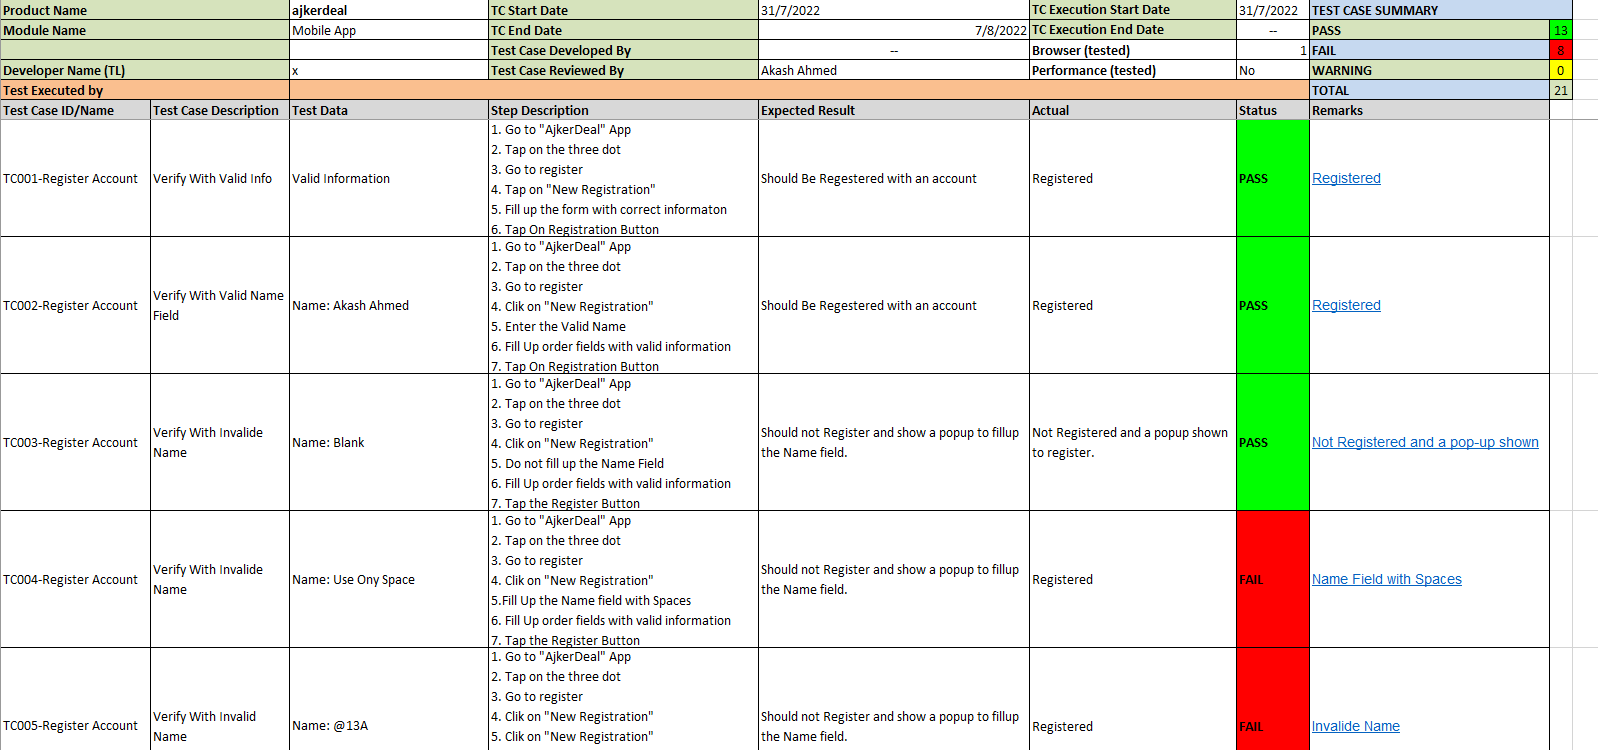 Product Name ajkerdeal TC Start Date 31/7/2022 TC Execution Start Date 31/7/2022 TEST CASE SUMMARY
Module Name Mobile App TC End Date 7/8/2022 TC Execution End Date -- PASS 13
Test Case Developed By -- Browser (tested) 1 FAIL 8
Developer Name (TL) x Test Case Reviewed By Akash Ahmed Performance (tested) No WARNING 0
Test Executed by TOTAL 21
Test Case ID/Name Test Case Description Test Data Step Description Expected Result Actual Status Remarks
TC001-Register Account
Verify With Valid Info
Valid Information
1. Go to "AjkerDeal" App
2. Tap on the three dot
3. Go to register
4. Tap on "New Registration"
5. Fill up the form with correct informaton
6. Tap On Registration Button
Should Be Regestered with an account
Registered
PASS
Registered
TC002-Register Account
Verify With Valid Name
Field
Name: Akash Ahmed
1. Go to "AjkerDeal" App
2. Tap on the three dot
3. Go to register
4. Clik on "New Registration"
5. Enter the Valid Name
6. Fill Up order fields with valid information
7. Tap On Registration Button
Should Be Regestered with an account
Registered
PASS
Registered
TC003-Register Account
Verify With Invalide
Name
Name: Blank
1. Go to "AjkerDeal" App
2. Tap on the three dot
3. Go to register
4. Clik on "New Registration"
5. Do not fill up the Name Field
6. Fill Up order fields with valid information
7. Tap the Register Button
Should not Register and show a popup to fillup
the Name field.
Not Registered and a popup shown
to register.
PASS
Not Registered and a pop-up shown
TC004-Register Account
Verify With Invalide
Name
Name: Use Ony Space
1. Go to "AjkerDeal" App
2. Tap on the three dot
3. Go to register
4. Clik on "New Registration"
5.Fill Up the Name field with Spaces
6. Fill Up order fields with valid information
7. Tap the Register Button
Should not Register and show a popup to fillup
the Name field.
Registered
FAIL
Name Field with Spaces
TC005-Register Account
Verify With Invalid
Name
Name: @13A
1. Go to "AjkerDeal" App
2. Tap on the three dot
3. Go to register
4. Clik on "New Registration"
5. Clik on "New Registration"
Should not Register and show a popup to fillup
the Name field.
Registered
FAIL
Invalide Name